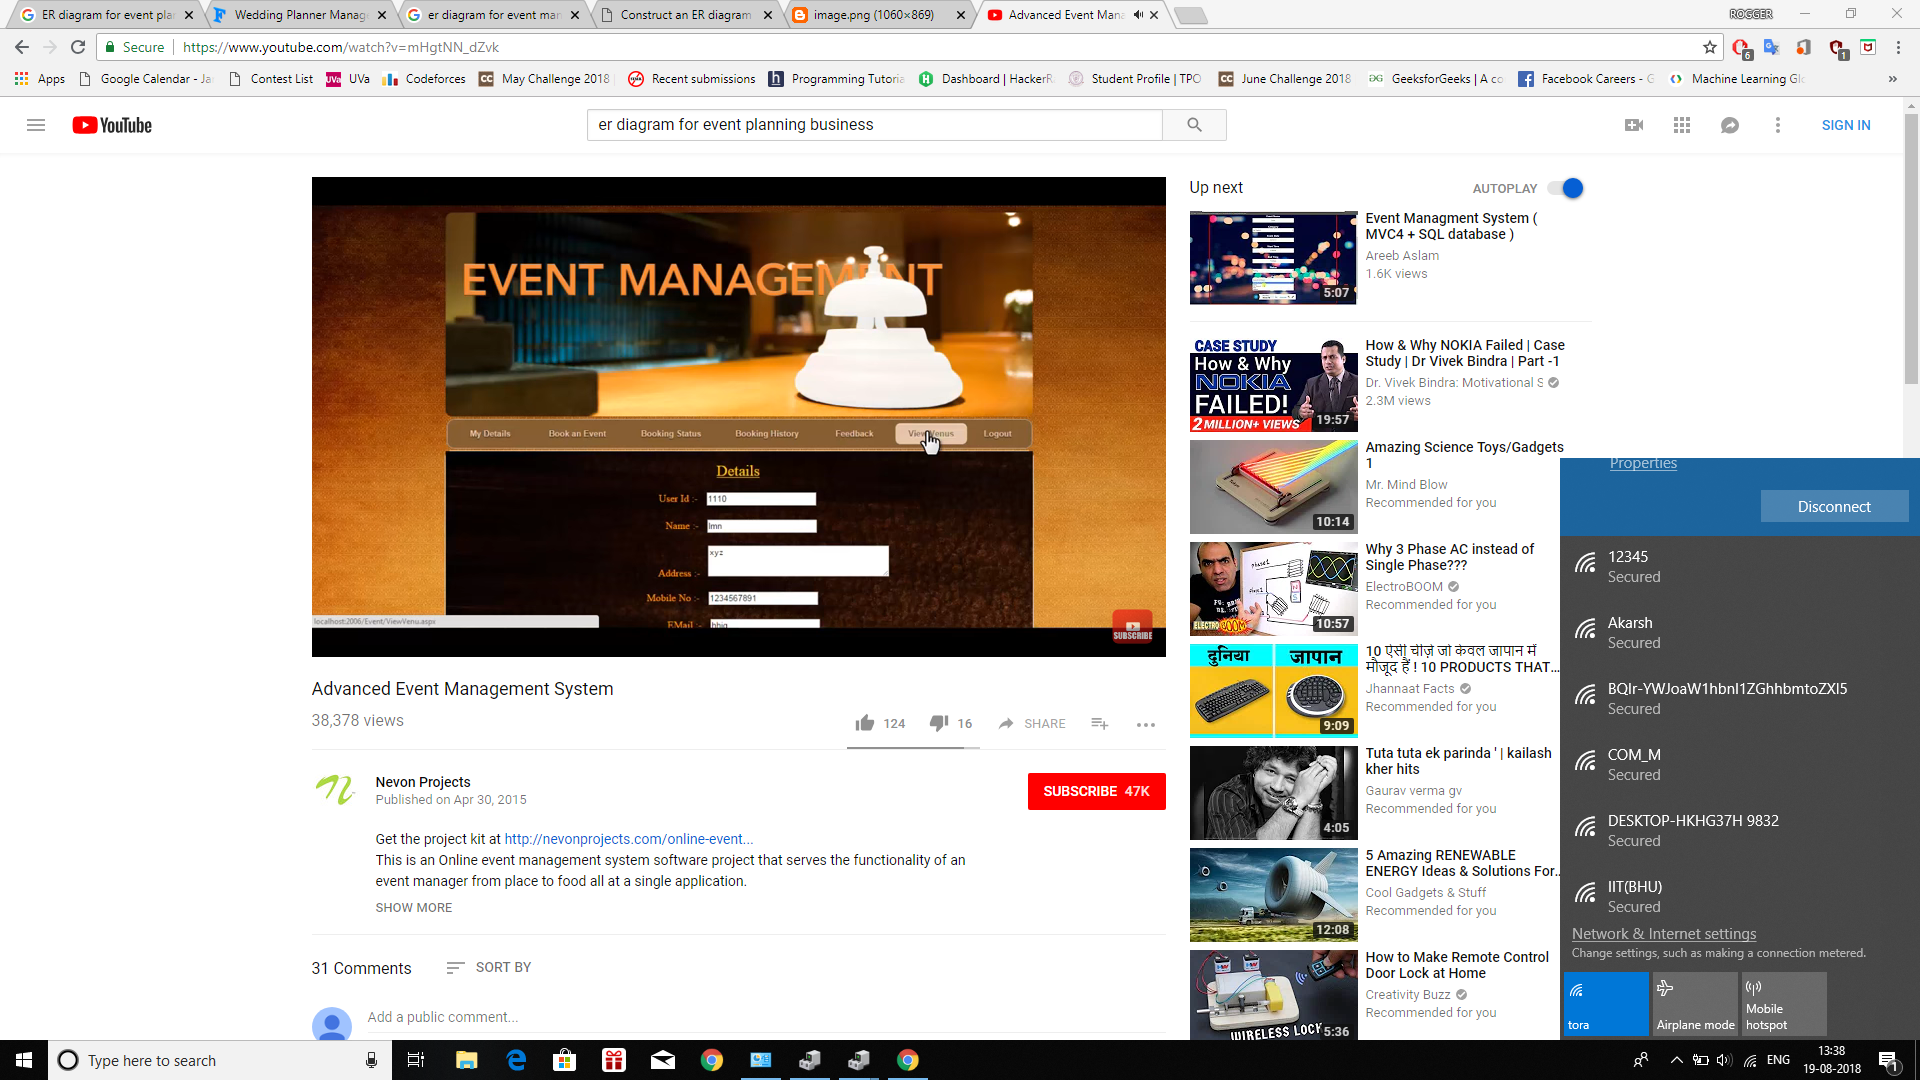 ER diagram for event pla
Wedding Planner Manage
er diagram for event man
Construct an ER diagram
image.png (1060×869)
Advanced Event Mana
ROGGER
Secure
https://www.youtube.com/watch?v=mHgtNN_dZvk
6
1
Apps
Google Calendar - Ja
Contest List
UVa
UVa
Codeforces
CC
May Challenge 2018
Recent submissions
h
Programming Tutoria
Dashboard | HackerRa
Student Profile | TPO
CC
June Challenge 2018
GeeksforGeeks | A co
Facebook Careers - G
Machine Learning Glo
»
YouTube
er diagram for event planning business
SIGN IN
EVENT MANAGEMENT
My Details
Book an Event
Booking Status
Booking History
Feedback
View Venus
Logout
Details
User Id :- 1110
Name :- lmn
xyz
Address :-
Mobile No :- 1234567891
EMail
localhost:2006/Event/ViewVenu.aspx
SUBSCRIBE
Advanced Event Management System
38,378 views
124
16
SHARE
Nevon Projects
Published on Apr 30, 2015
SUBSCRIBE 47K
Get the project kit at http://nevonprojects.com/online-event...
This is an Online event management system software project that serves the functionality of an
event manager from place to food all at a single application.
SHOW MORE
31 Comments
SORT BY
Add a public comment...
Up next
AUTOPLAY
5:07
Event Managment System (
MVC4 + SQL database )
Areeb Aslam
1.6K views
CASE STUDY
How & Why
NOKIA
FAILED!
2 MILLION+ VIEWS
19:57
How & Why NOKIA Failed | Case
Study | Dr Vivek Bindra | Part -1
Dr. Vivek Bindra: Motivational S
2.3M views
10:14
Amazing Science Toys/Gadgets
1
Mr. Mind Blow
Recommended for you
ELECTROBOOM
10:57
Why 3 Phase AC instead of
Single Phase???
ElectroBOOM
Recommended for you
दुनिया
जापान
9:09
10 ऐसी चीज़े जो केवल जापान में
मौजूद हैं ! 10 PRODUCTS THAT...
Jhannaat Facts
Recommended for you
4:05
Tuta tuta ek parinda ' | kailash
kher hits
Gaurav verma gv
Recommended for you
12:08
5 Amazing RENEWABLE
ENERGY Ideas & Solutions For..
Cool Gadgets & Stuff
Recommended for you
WIRELESS LOCK
5:36
How to Make Remote Control
Door Lock at Home
Creativity Buzz
Recommended for you
Properties
Disconnect
12345
Secured
Akarsh
Secured
BQIr-YWJoaW1hbnl1ZGhhbmtoZXI5
Secured
COM_M
Secured
DESKTOP-HKHG37H 9832
Secured
IIT(BHU)
Secured
Network & Internet settings
Change settings, such as making a connection metered.
tora
Airplane mode
Mobile
hotspot
Type here to search
ENG
13:38
19-08-2018
1